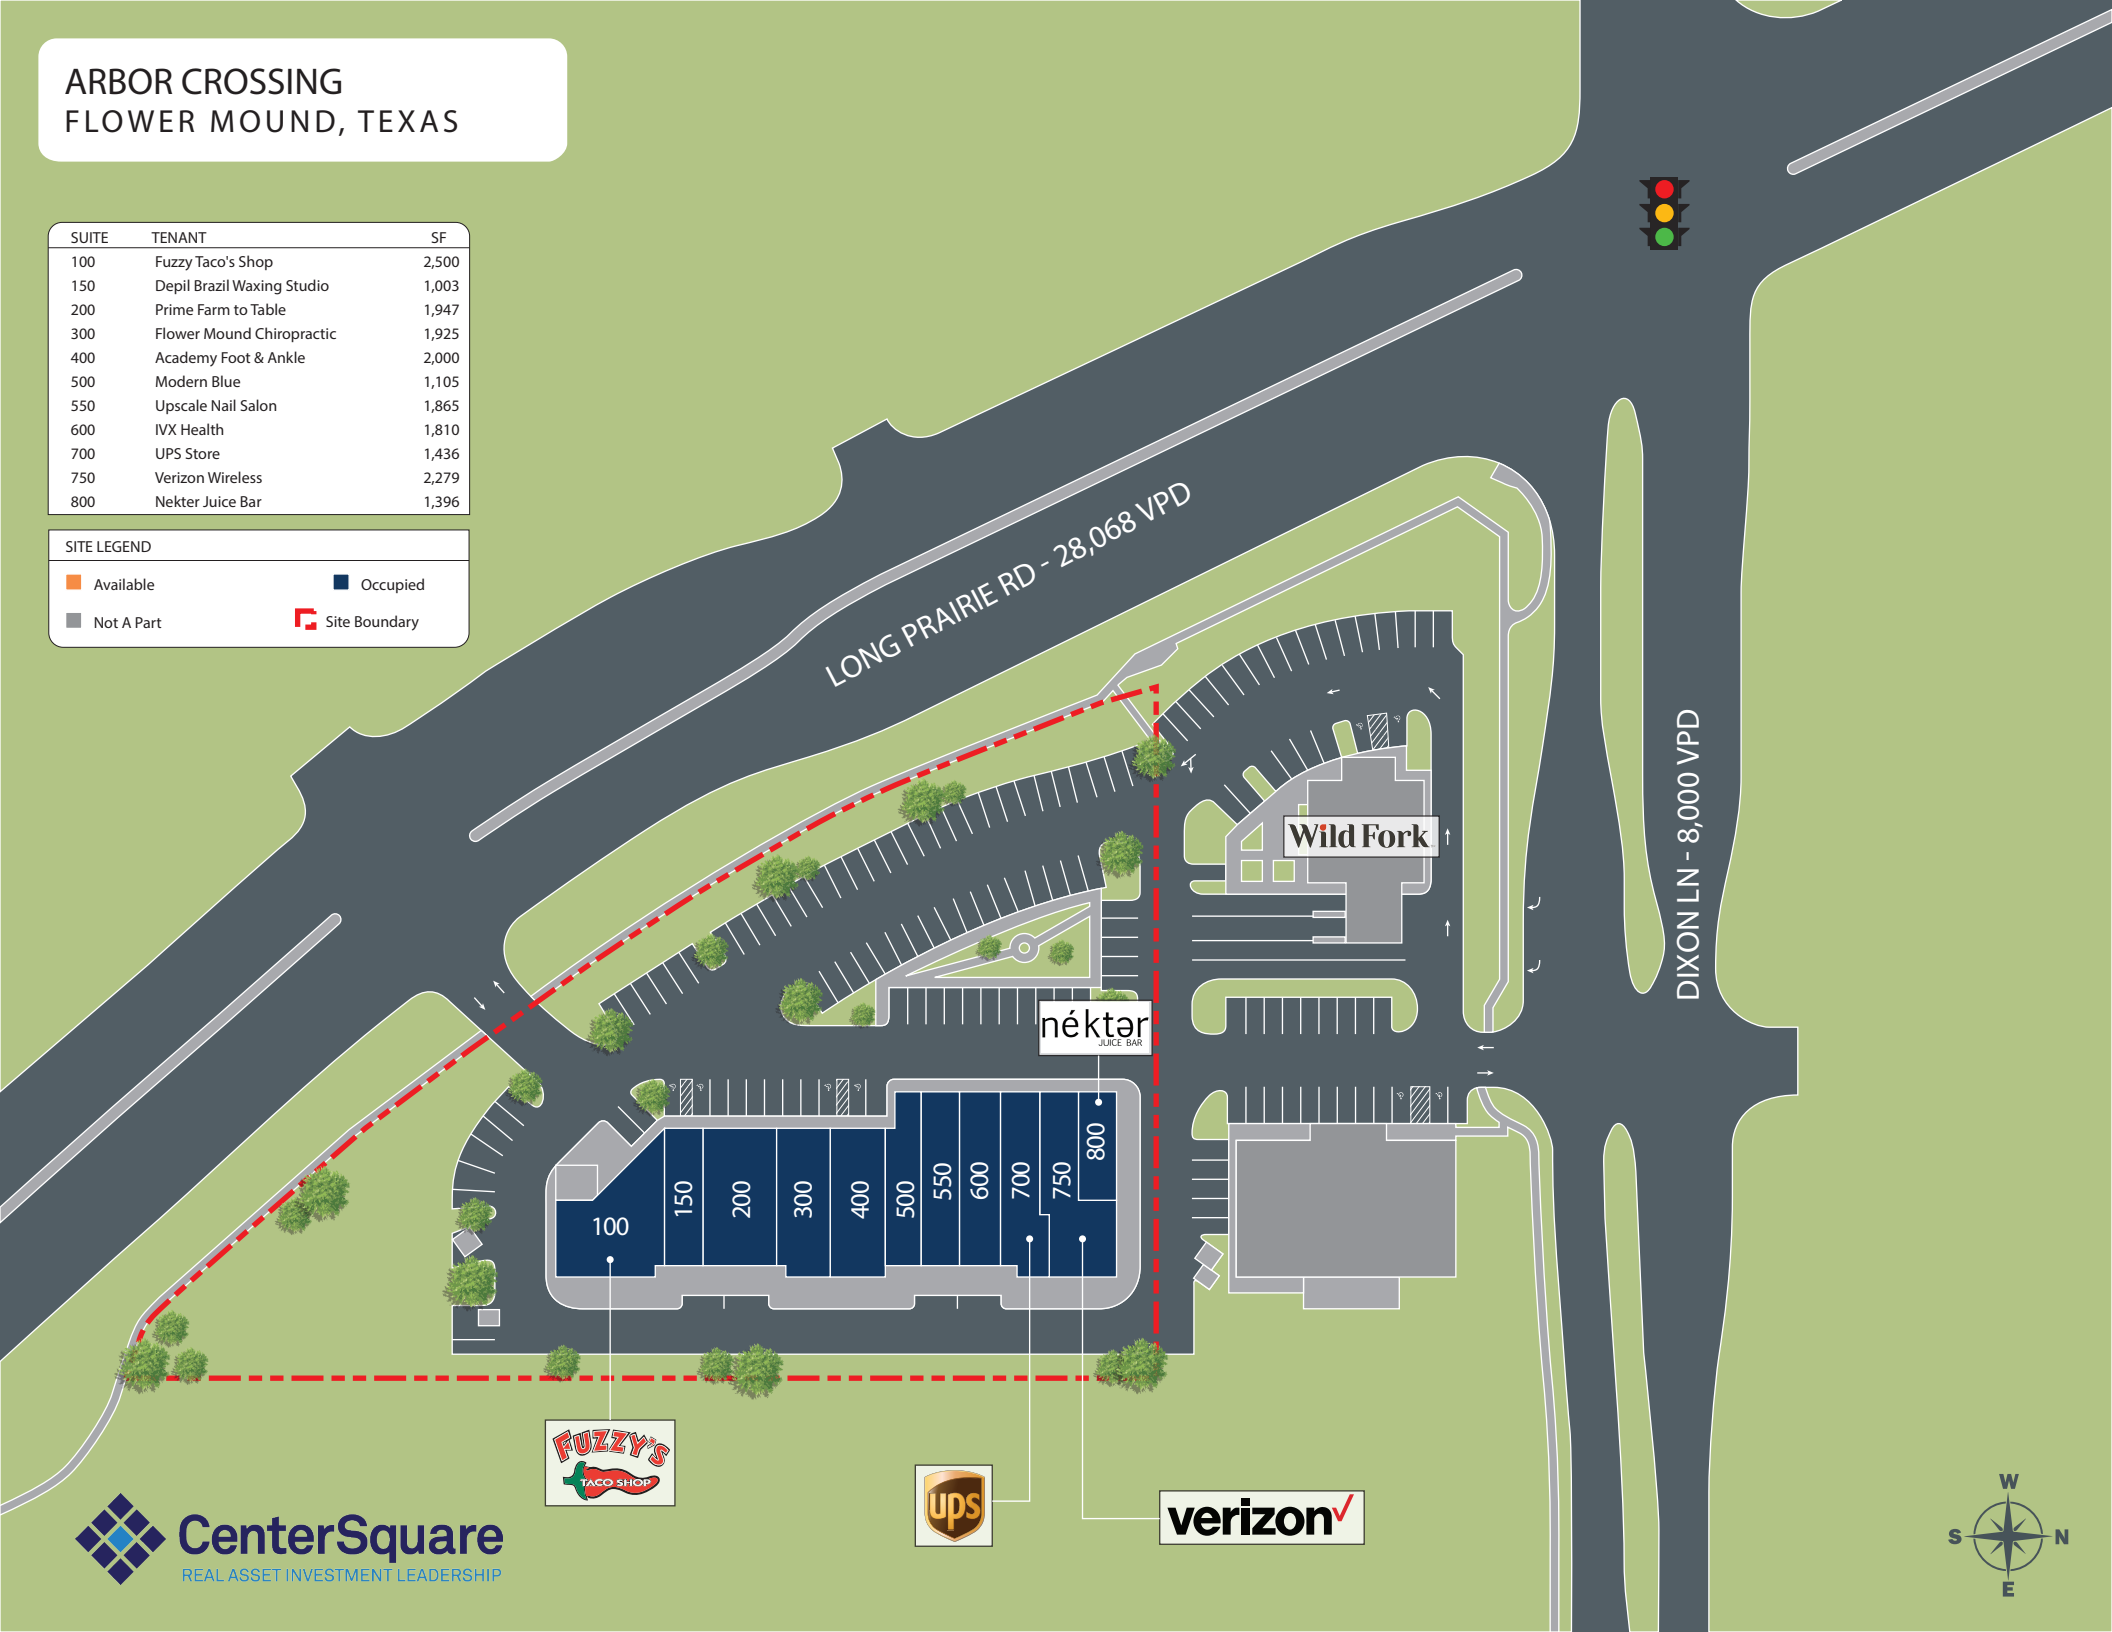 ARBOR CROSSING
FLOWER MOUND, TEXAS
SUITE TENANT SF
100 Fuzzy Taco's Shop 2,500
150 Depil Brazil Waxing Studio 1,003
200 Prime Farm to Table 1,947
300 Flower Mound Chiropractic 1,925
400 Academy Foot & Ankle 2,000
500 Modern Blue 1,105
550 Upscale Nail Salon 1,865
600 IVX Health 1,810
700 UPS Store 1,436
750 Verizon Wireless 2,279
800 Nekter Juice Bar 1,396
SITE LEGEND
Available Occupied
Not A Part Site Boundary
LONG PRAIRIE RD - 28,068 VPD
DIXON LN - 8,000 VPD
Wild Fork
néktər
JUICE BAR
100
150
200
300
400
500
550
600
700
750
800
FUZZY'S
TACO SHOP
ups
verizon
CenterSquare
REAL ASSET INVESTMENT LEADERSHIP
W
S N
E